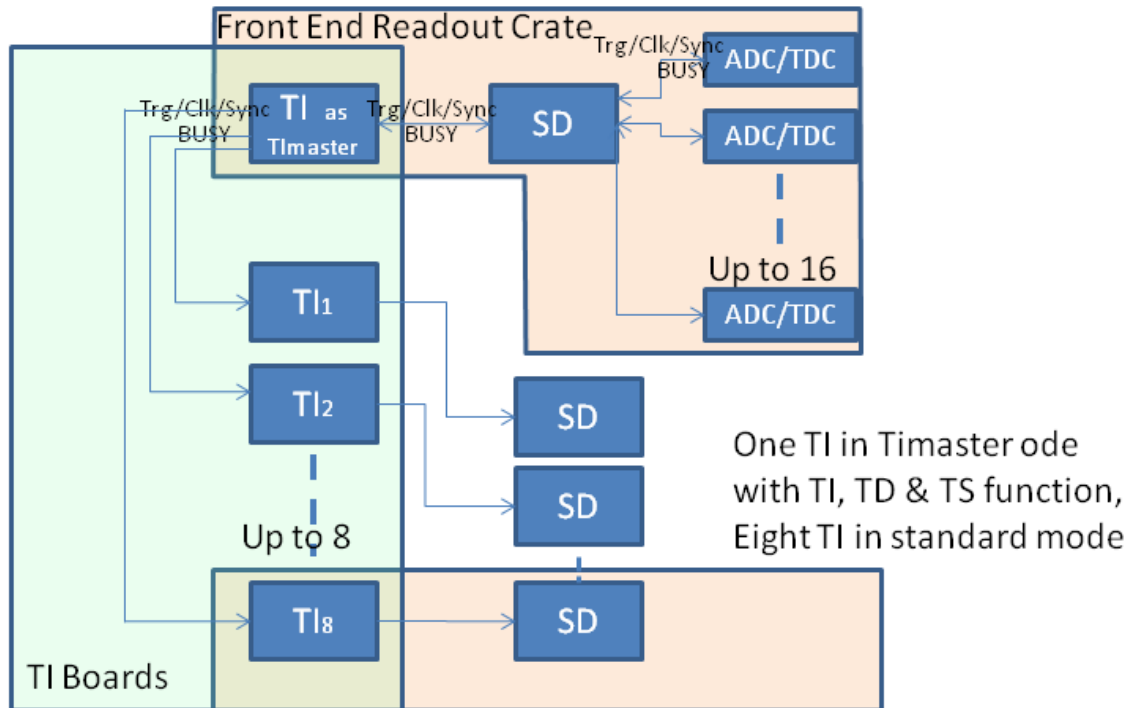 Front End Readout Crate
Trg/Clk/Sync
BUSY
ADC/TDC
Trg/Clk/Sync
BUSY
TI as
TImaster
Trg/Clk/Sync
BUSY
SD
ADC/TDC
Up to 16
ADC/TDC
TI1
TI2
SD
SD
One TI in Timaster ode
with TI, TD & TS function,
Eight TI in standard mode
Up to 8
TI8
SD
TI Boards